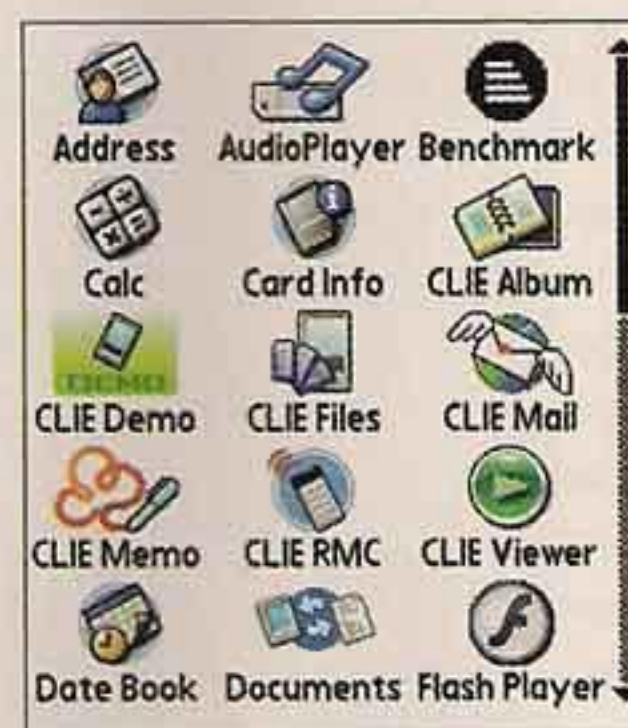 Address AudioPlayer Benchmark
Calc Card Info CLIE Album
DEMO
CLIE Demo CLIE Files CLIE Mail
CLIE Memo CLIE RMC CLIE Viewer
Date Book Documents Flash Player